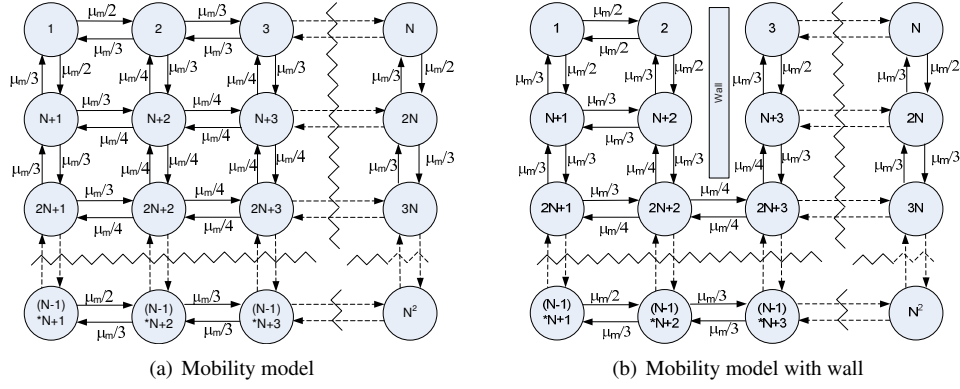 μm/2 μm/3
1 2 3 N
μm/3 μm/3
μm/3 μm/2 μm/4 μm/3 μm/4 μm/3 μm/3 μm/2
μm/3 μm/4
N+1 N+2 N+3 2N
μm/4 μm/4
μm/3 μm/3 μm/4 μm/4 μm/4 μm/4 μm/3 μm/3
μm/3 μm/4
2N+1 2N+2 2N+3 3N
μm/4 μm/4
μm/2 μm/3
(N-1) (N-1) (N-1) N²
*N+1 *N+2 *N+3
μm/3 μm/3
(a) Mobility model
μm/2
1 2 3 N
μm/2
μm/3 μm/2 μm/3 μm/2 μm/3 μm/2 μm/3 μm/2
Wall
μm/3
N+1 N+2 N+3 2N
μm/3
μm/3 μm/3 μm/4 μm/3 μm/4 μm/3 μm/3 μm/3
μm/3 μm/4
2N+1 2N+2 2N+3 3N
μm/4 μm/4
μm/2 μm/3
(N-1) (N-1) (N-1) N²
*N+1 *N+2 *N+3
μm/3 μm/3
(b) Mobility model with wall